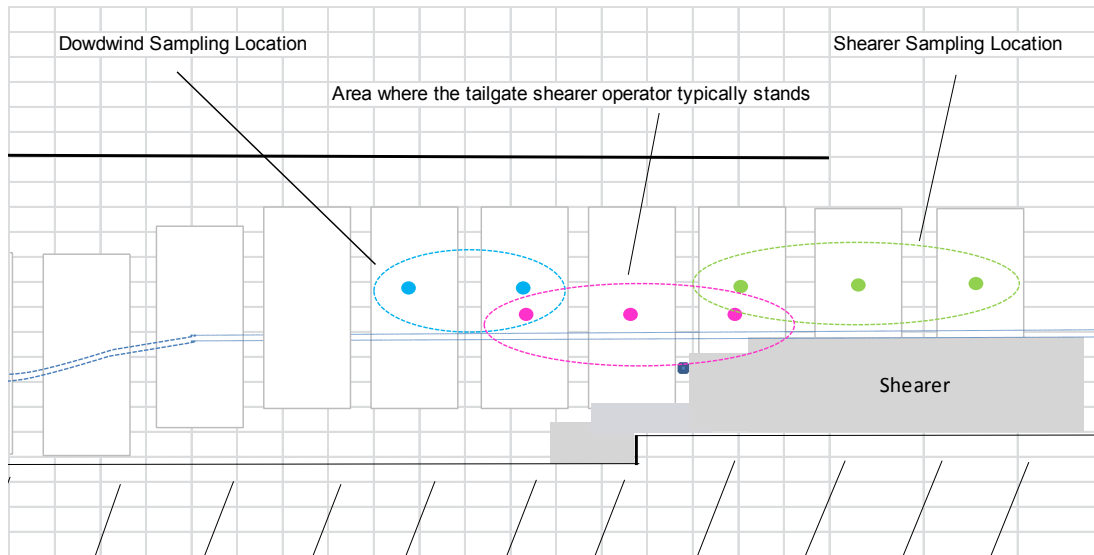 Dowdwind Sampling Location
Shearer Sampling Location
Area where the tailgate shearer operator typically stands
Shearer